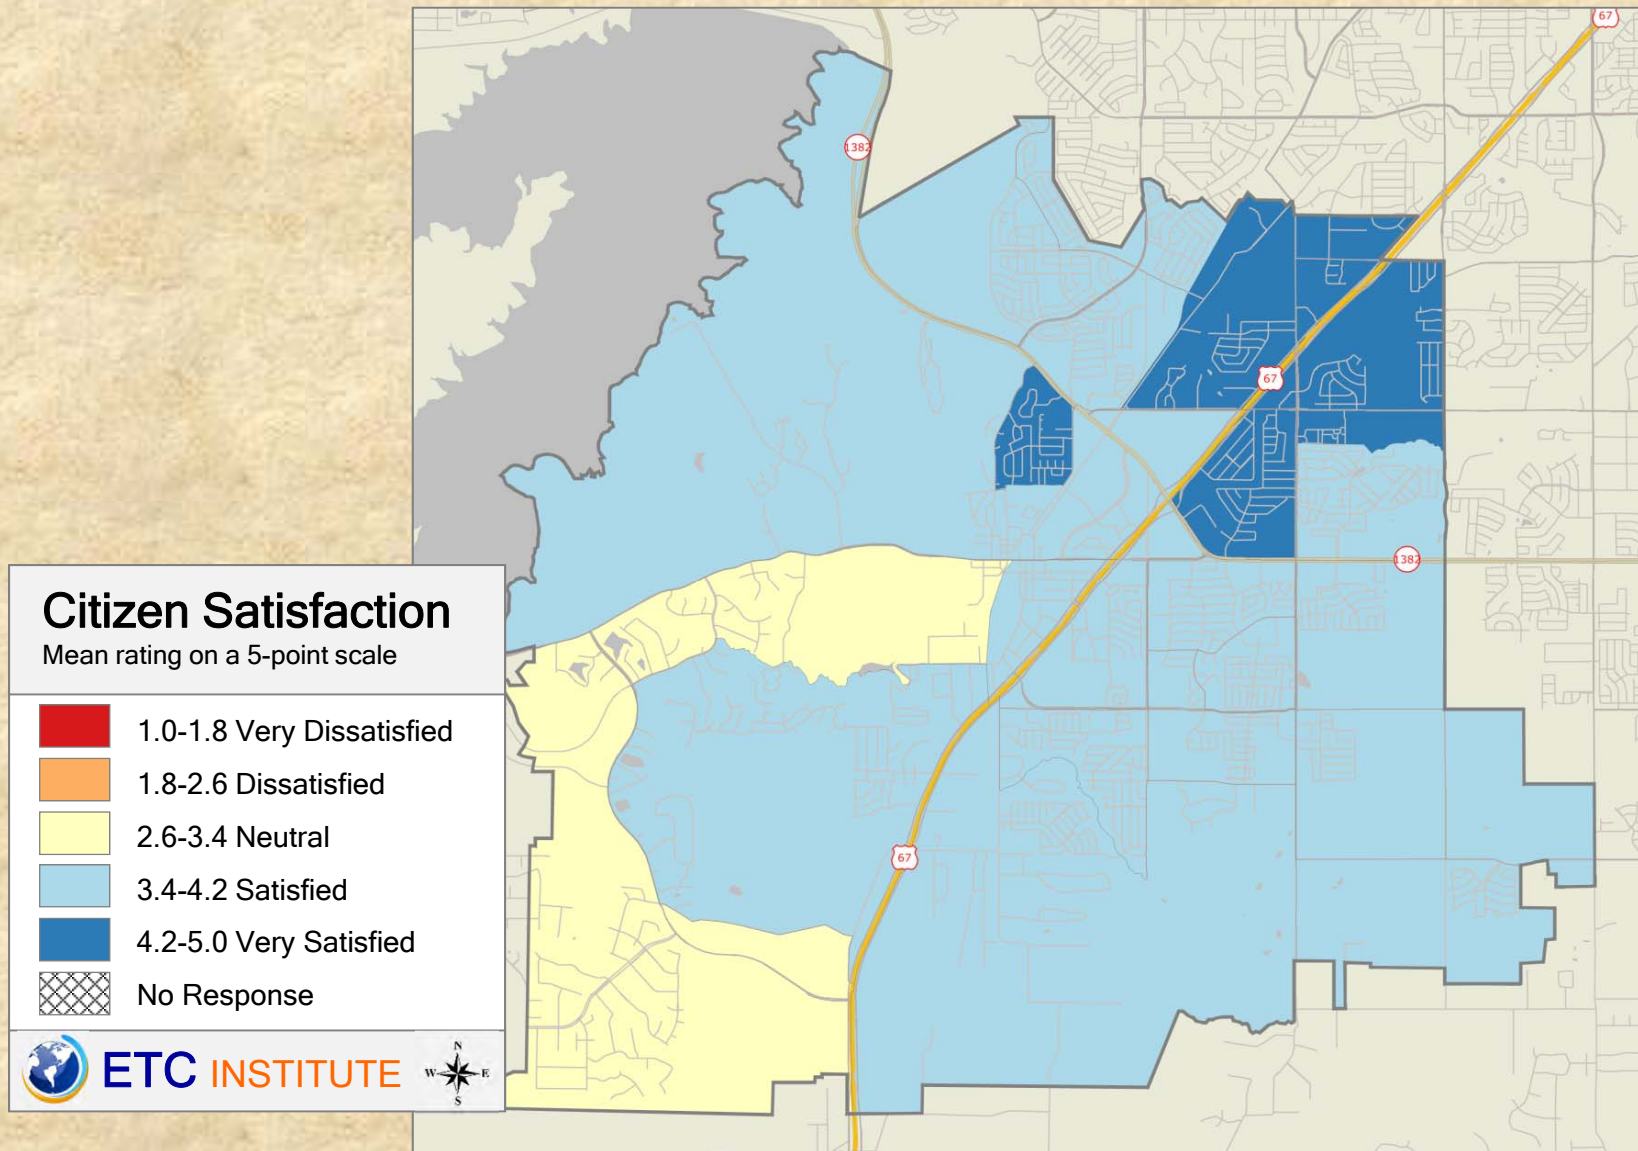 67
1382
67
1382
67
Citizen Satisfaction
Mean rating on a 5-point scale
1.0-1.8 Very Dissatisfied
1.8-2.6 Dissatisfied
2.6-3.4 Neutral
3.4-4.2 Satisfied
4.2-5.0 Very Satisfied
No Response
ETC INSTITUTE
N
W E
S